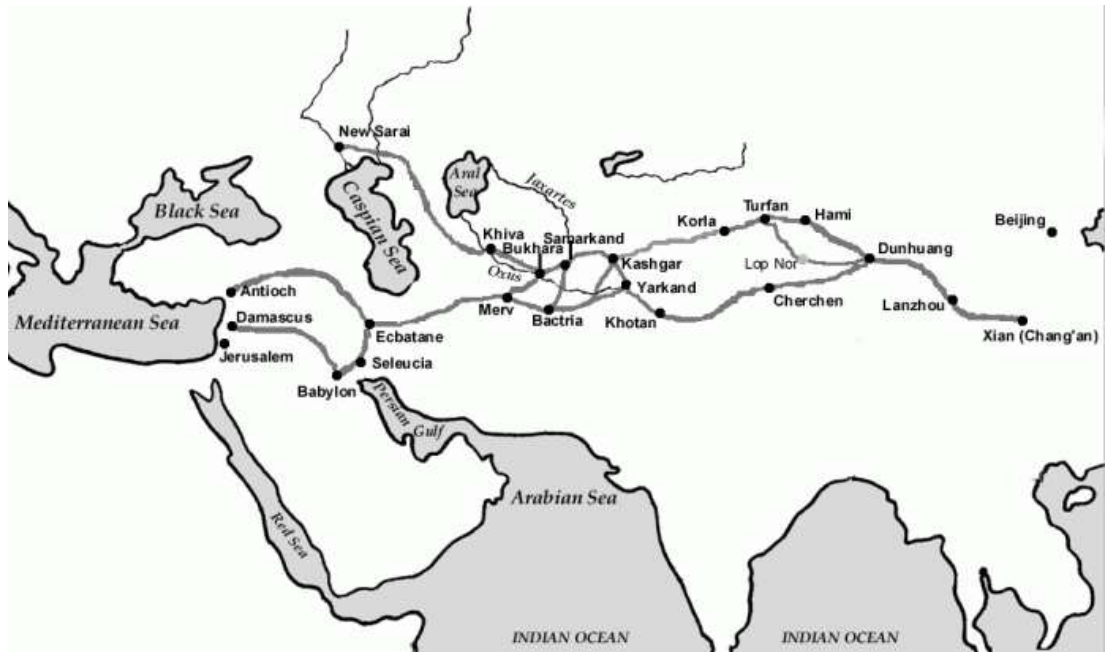 New Sarai
Aral
Sea
Jaxartes
Caspian Sea
Black Sea
Turfan
Hami
Korla
Beijing
Khiva
Samarkand
Bukhara
Kashgar
Lop Nor
Dunhuang
Oxus
Yarkand
Antioch
Merv
Bactria
Khotan
Cherchen
Lanzhou
Mediterranean Sea
Damascus
Ecbatane
Xian (Chang'an)
Jerusalem
Seleucia
Babylon
Persian
Gulf
Arabian Sea
Red Sea
INDIAN OCEAN
INDIAN OCEAN